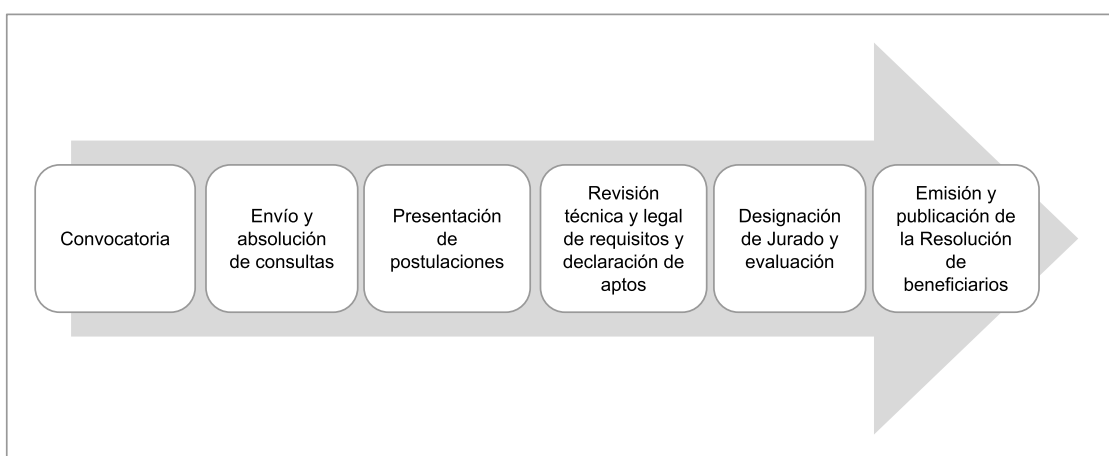 Convocatoria
Envío y
absolución
de consultas
Presentación
de
postulaciones
Revisión
técnica y legal
de requisitos y
declaración de
aptos
Designación
de Jurado y
evaluación
Emisión y
publicación de
la Resolución
de
beneficiarios